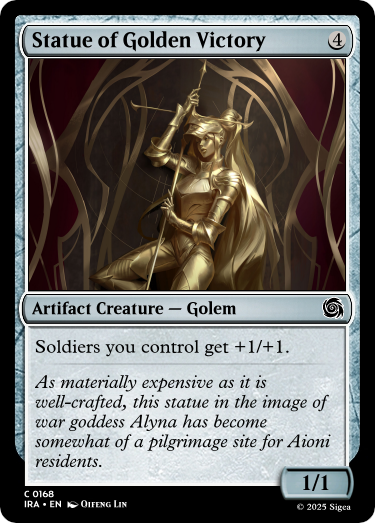 Statue of Golden Victory 4
Artifact Creature — Golem
Soldiers you control get +1/+1.
As materially expensive as it is
well-crafted, this statue in the image of
war goddess Alyna has become
somewhat of a pilgrimage site for Aioni
residents.
1/1
C 0168
IRA • EN Qifeng Lin
© 2025 Sigea